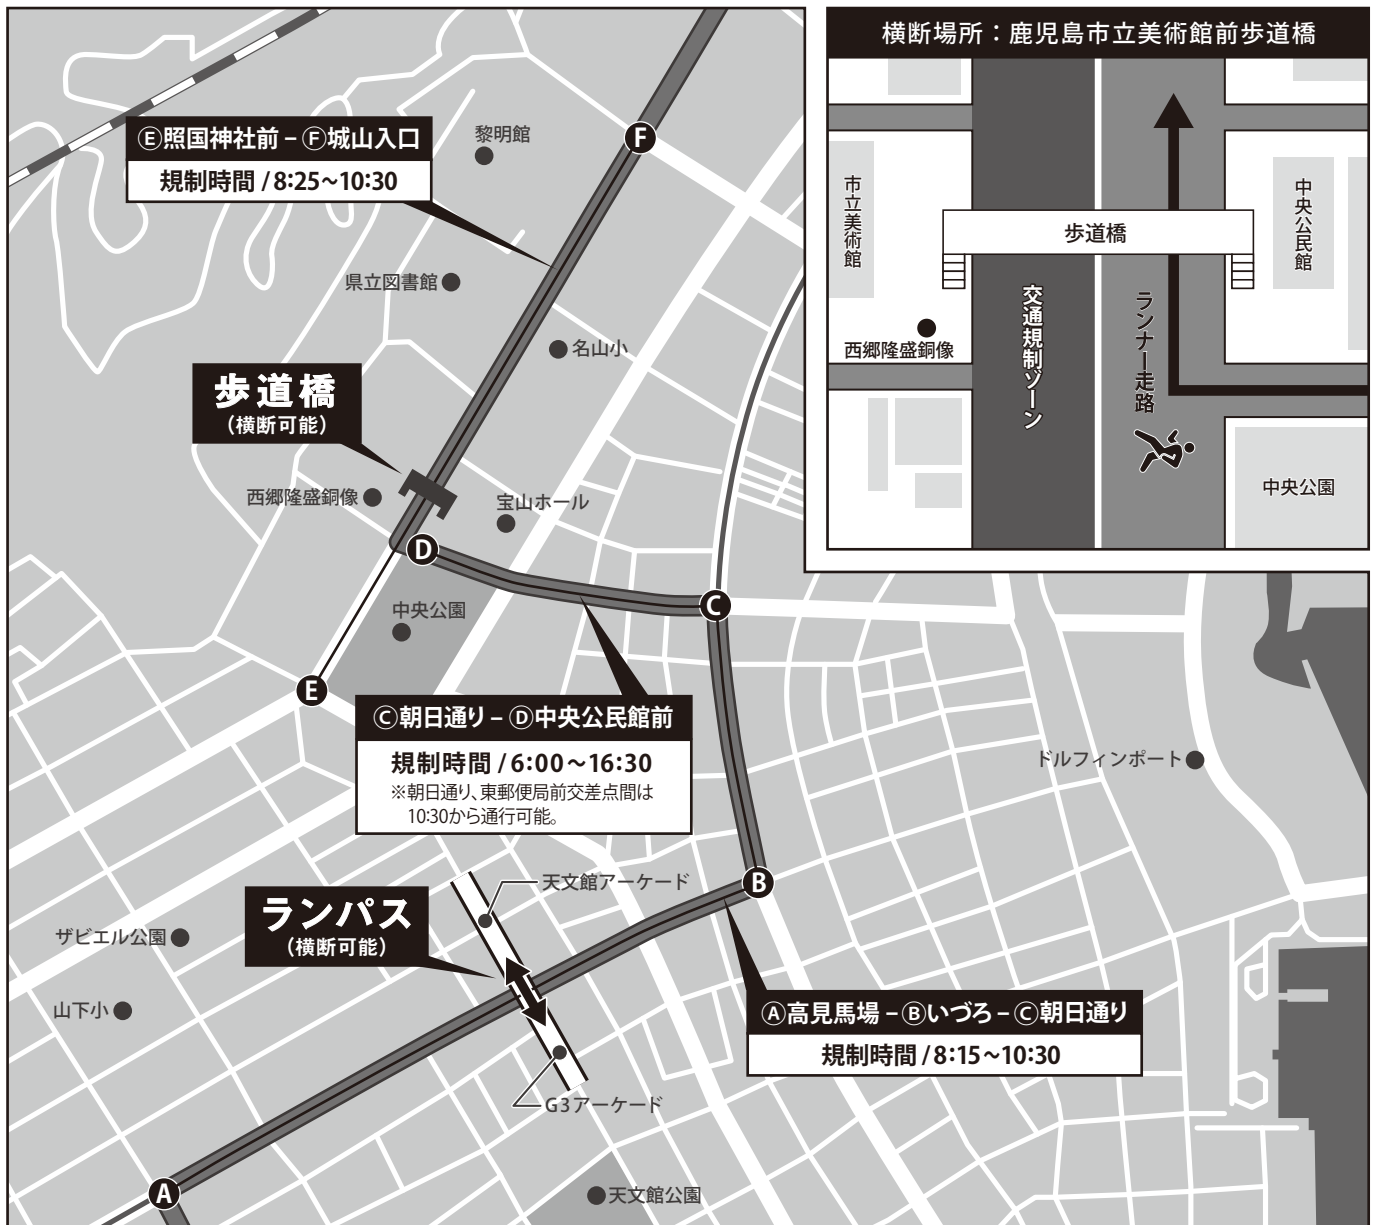 横断場所：鹿児島市立美術館前歩道橋
市立美術館
歩道橋
中央公民館
交通規制ゾーン
ランナー走路
西郷隆盛銅像
中央公園
Ⓔ照国神社前 – Ⓕ城山入口
規制時間 / 8:25〜10:30
黎明館
F
県立図書館
名山小
歩道橋
（横断可能）
西郷隆盛銅像
宝山ホール
D
中央公園
C
E
Ⓒ朝日通り – Ⓓ中央公民館前
規制時間 / 6:00〜16:30
※朝日通り、東郵便局前交差点間は
10:30から通行可能。
ドルフィンポート
天文館アーケード
B
ランパス
（横断可能）
ザビエル公園
山下小
Ⓐ高見馬場 – Ⓑいづろ – Ⓒ朝日通り
規制時間 / 8:15〜10:30
G3アーケード
A
天文館公園